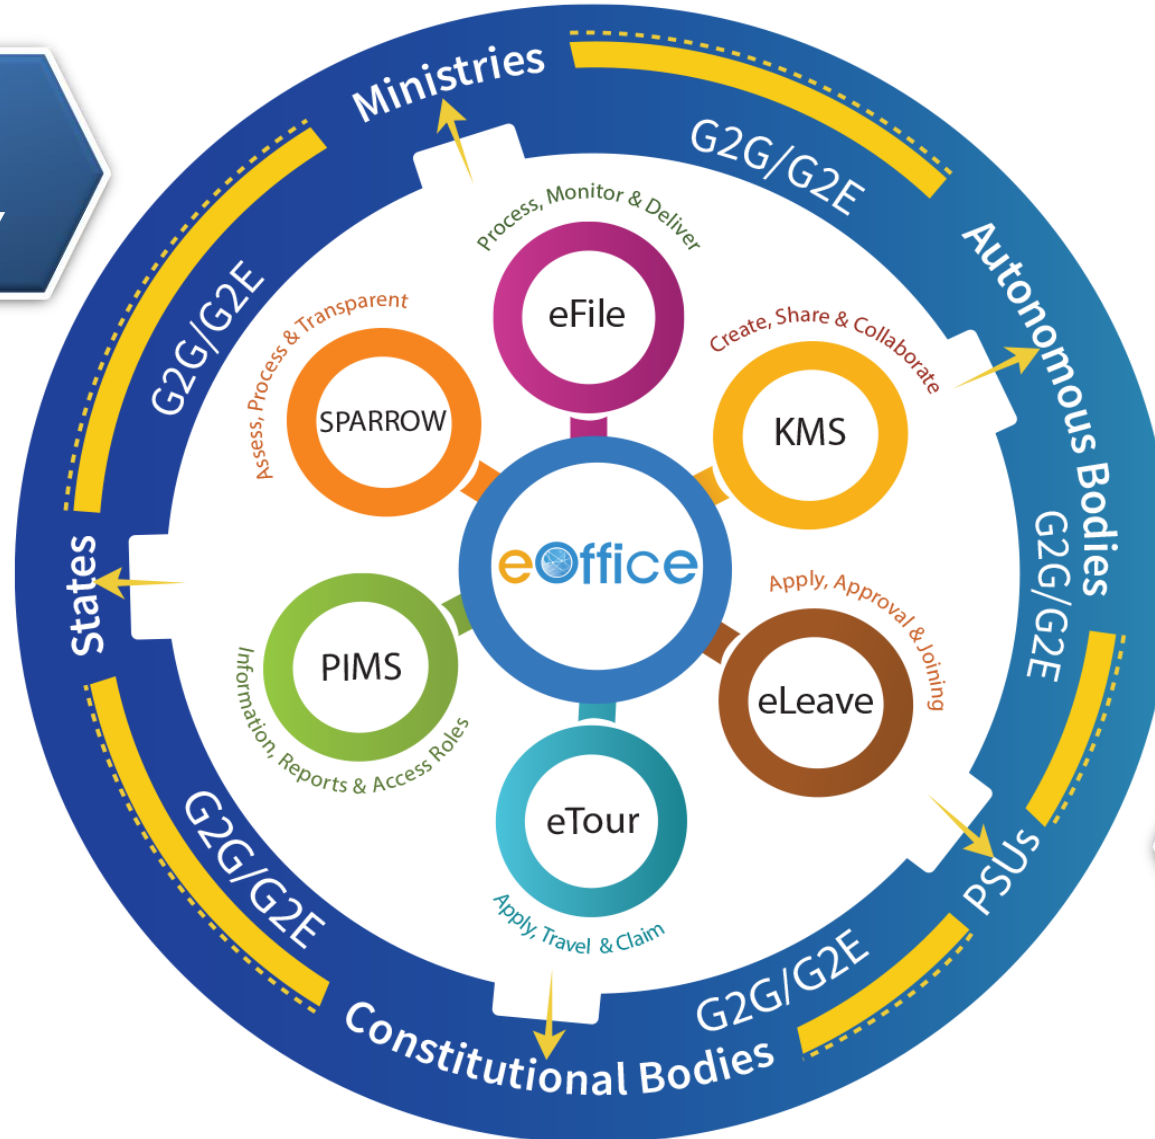 Ministries
G2G/G2E
Autonomous Bodies
G2G/G2E
PSUs
G2G/G2E
Constitutional Bodies
G2G/G2E
States
G2G/G2E
Process, Monitor & Deliver
eFile
Create, Share & Collaborate
KMS
Apply, Approval & Joining
eLeave
Apply, Travel & Claim
eTour
Information, Reports & Access Roles
PIMS
Assess, Process & Transparent
SPARROW
eOffice